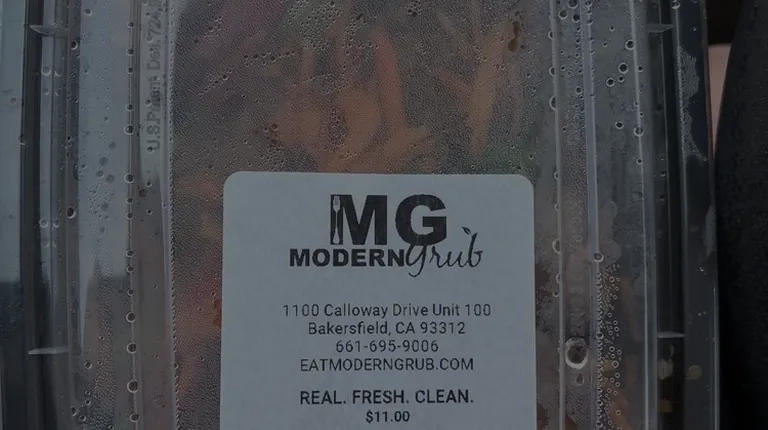 MG
MODERNgrub
1100 Calloway Drive Unit 100
Bakersfield, CA 93312
661-695-9006
EATMODERNGRUB.COM
REAL. FRESH. CLEAN.
$11.00